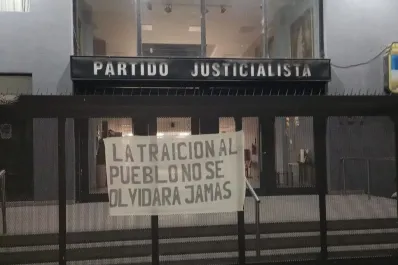 PARTIDO JUSTICIALISTA
LA TRAICION AL
PUEBLO NO SE
OLVIDARA JAMAS